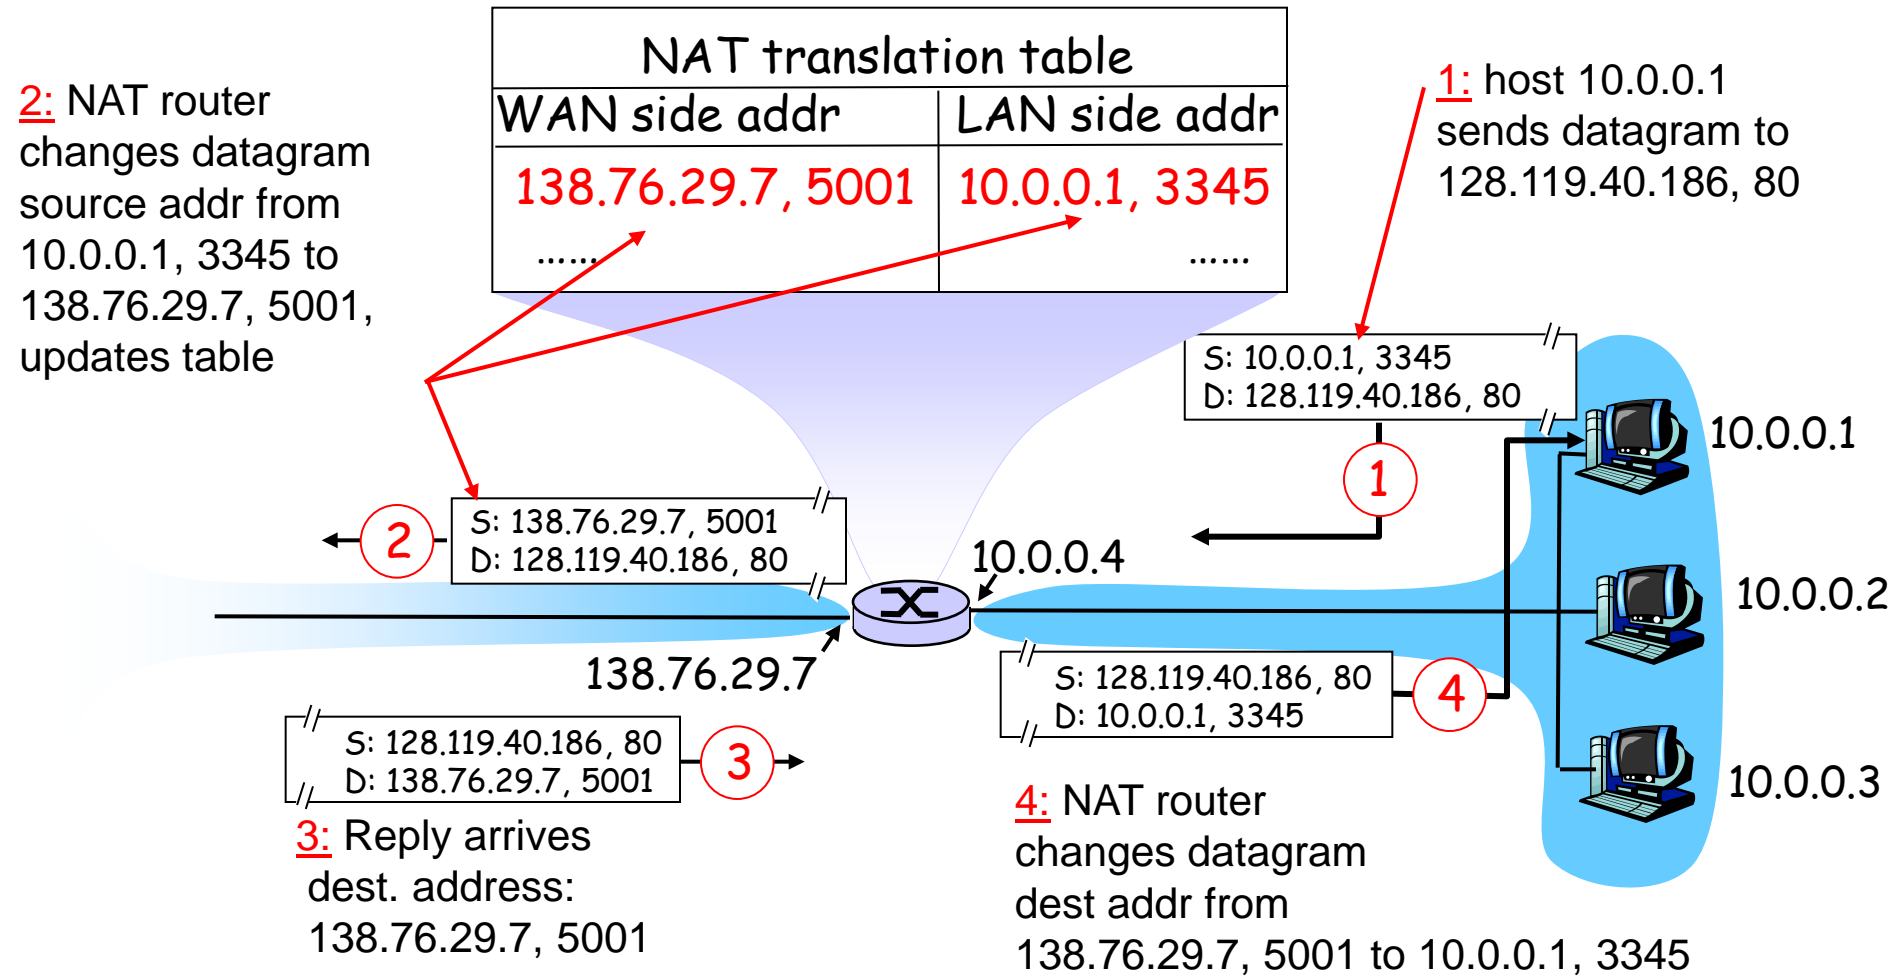 NAT translation table
WAN side addr LAN side addr
138.76.29.7, 5001 10.0.0.1, 3345
...... ......
2: NAT router
changes datagram
source addr from
10.0.0.1, 3345 to
138.76.29.7, 5001,
updates table
1: host 10.0.0.1
sends datagram to
128.119.40.186, 80
S: 10.0.0.1, 3345
D: 128.119.40.186, 80
1
10.0.0.1
S: 138.76.29.7, 5001
D: 128.119.40.186, 80
2
10.0.0.4
10.0.0.2
138.76.29.7
S: 128.119.40.186, 80
D: 10.0.0.1, 3345
4
S: 128.119.40.186, 80
D: 138.76.29.7, 5001
3
10.0.0.3
3: Reply arrives
dest. address:
138.76.29.7, 5001
4: NAT router
changes datagram
dest addr from
138.76.29.7, 5001 to 10.0.0.1, 3345